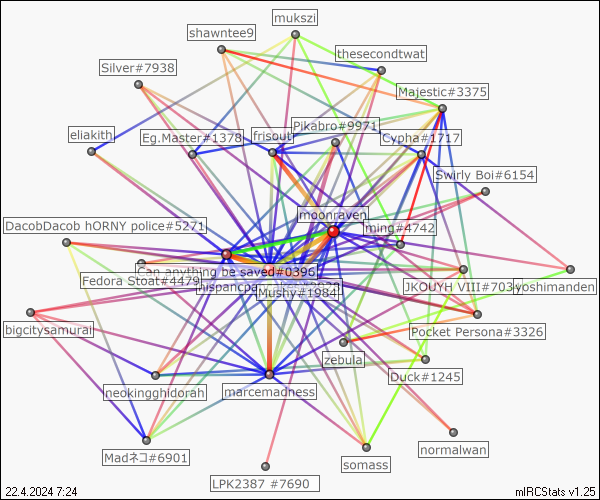 mukszi
shawntee9
thesecondtwat
Silver#7938
Majestic#3375
Pikabro#9971
eliakith
Eg.Master#1378
frisout
Cypha#1717
Swirly Boi#6154
moonraven
DacobDacob hORNY police#5271
ming#4742
Can anything be saved#0396
Fedora Stoat#4479
Mushy#1984
JKOUYH VIII#703
yoshimanden
bigcitysamurai
Pocket Persona#3326
zebula
Duck#1245
neokingghidorah
marcemadness
normalwan
Madネコ#6901
somass
LPK2387 #7690
22.4.2024 7:24
mIRCStats v1.25